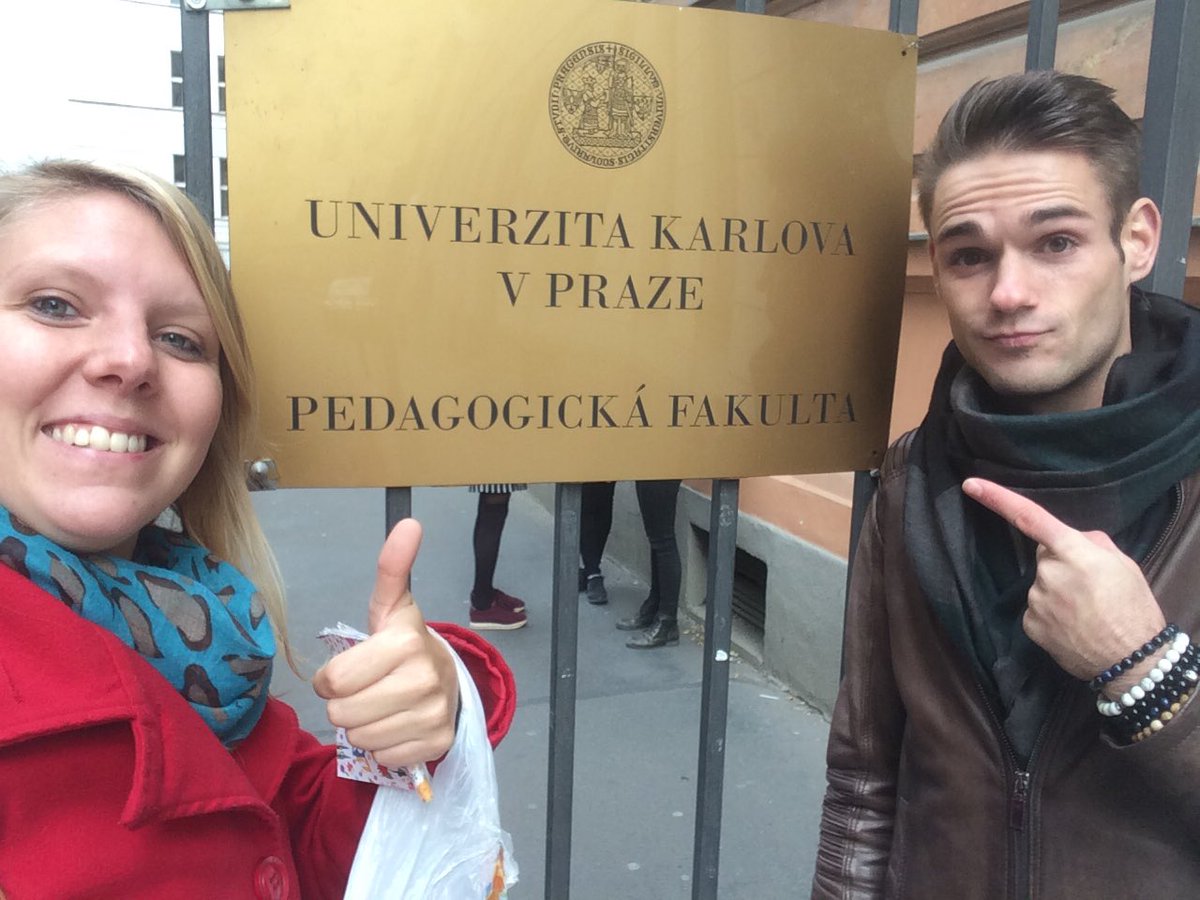 UNIVERZITA KARLOVA
V PRAZE
PEDAGOGICKÁ FAKULTA